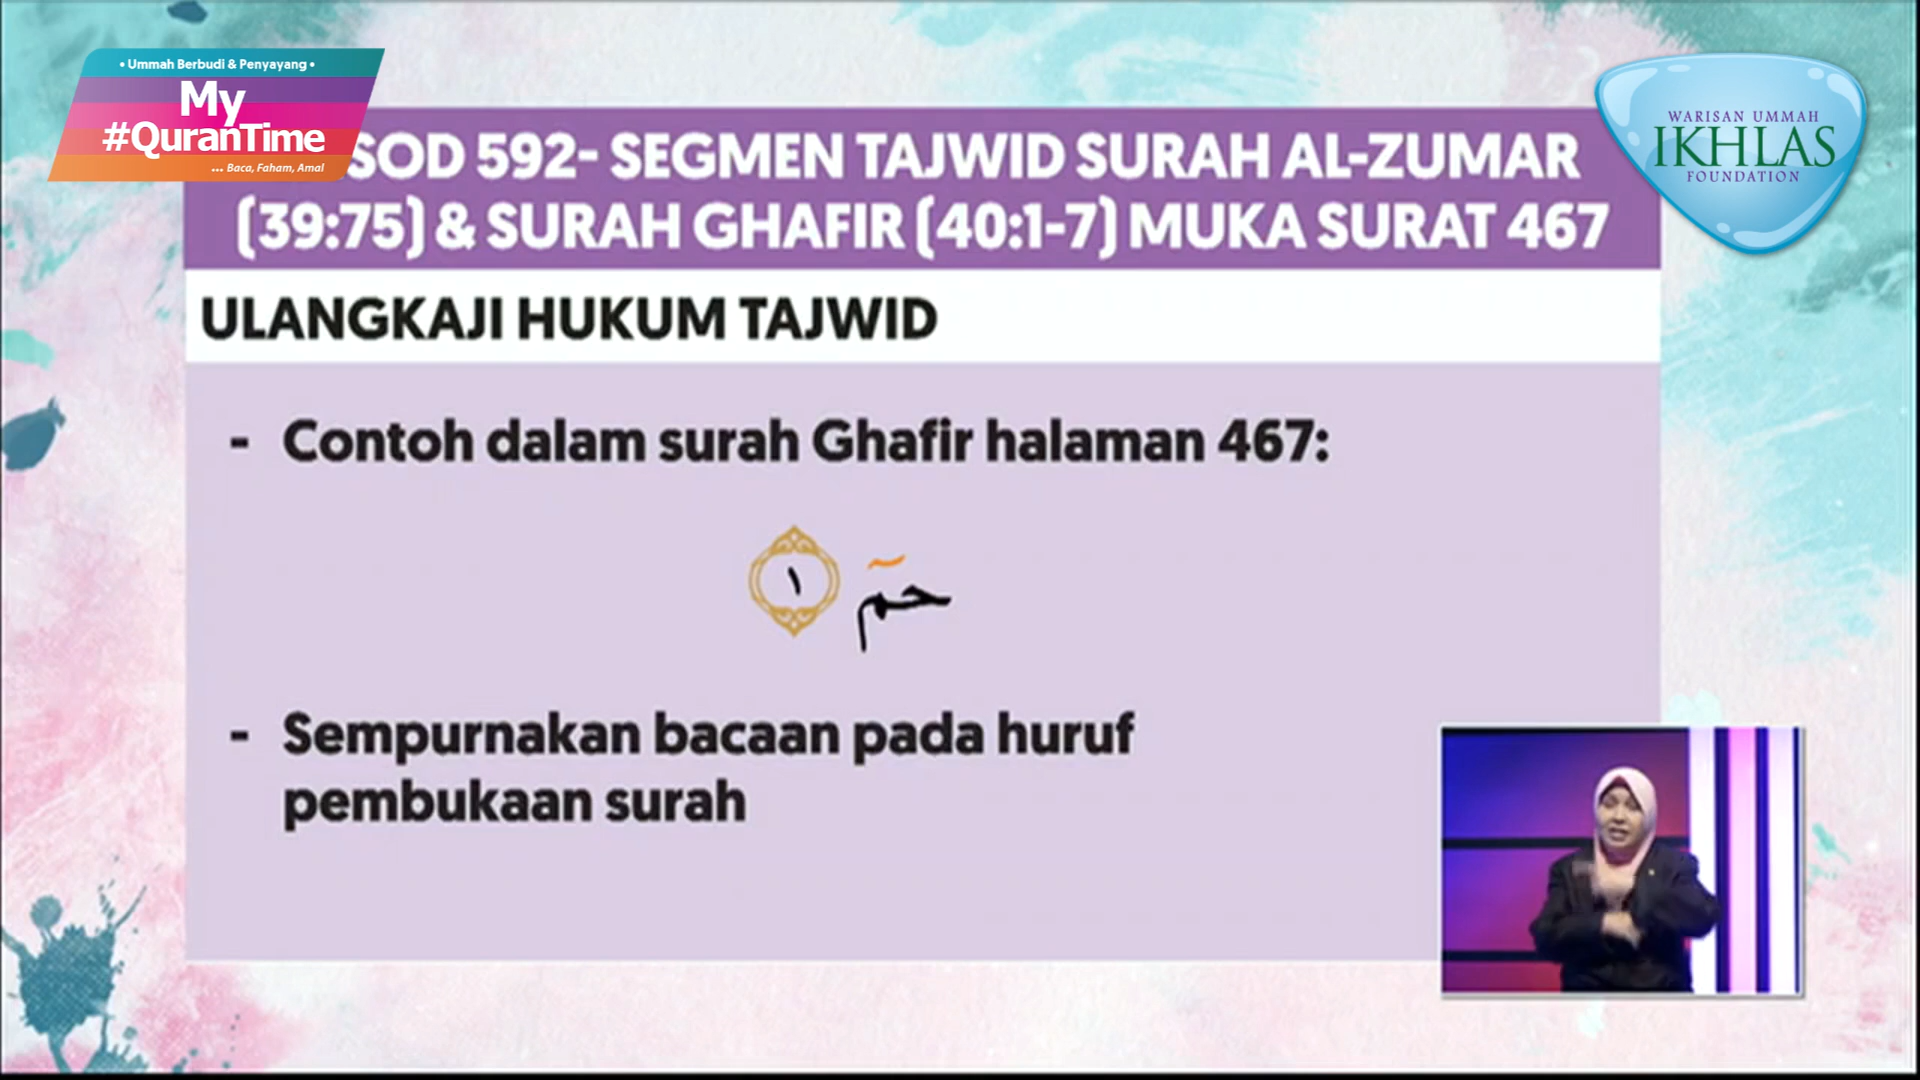 • Ummah Berbudi & Penyayang •
My
#QuranTime
... Baca, Faham, Amal
WARISAN UMMAH
IKHLAS
FOUNDATION
SOD 592- SEGMEN TAJWID SURAH AL-ZUMAR
(39:75) & SURAH GHAFIR (40:1-7) MUKA SURAT 467
ULANGKAJI HUKUM TAJWID
- Contoh dalam surah Ghafir halaman 467:
حمٓ ١
- Sempurnakan bacaan pada huruf
pembukaan surah